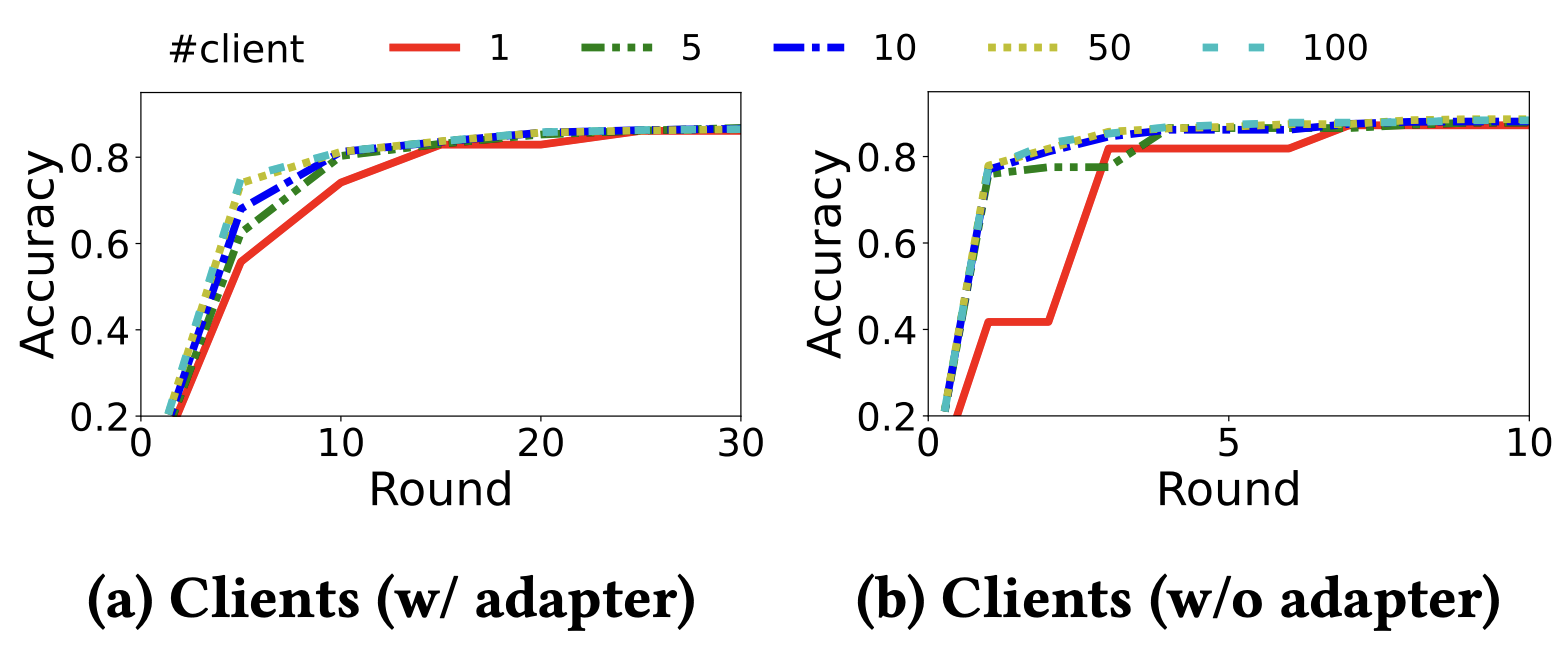 #client 1 5 10 50 100
Accuracy
0.8
0.6
0.4
0.2
0 10 20 30
Round
(a) Clients (w/ adapter)
Accuracy
0.8
0.6
0.4
0.2
0 5 10
Round
(b) Clients (w/o adapter)